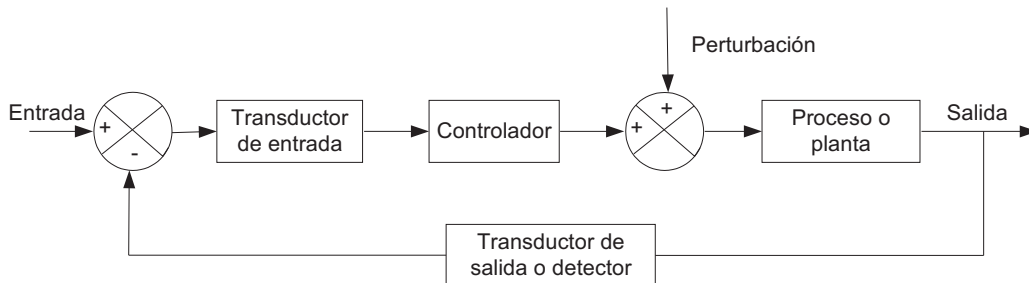 Perturbación
Entrada
+
-
Transductor
de entrada
Controlador
+
+
Proceso o
planta
Salida
Transductor de
salida o detector